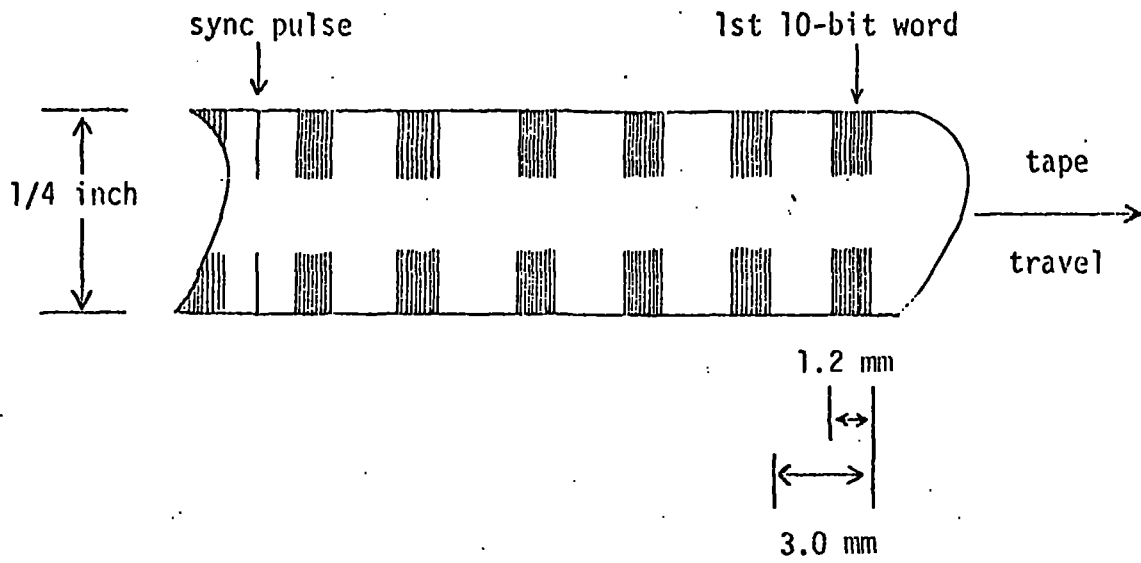 sync pulse
1st 10-bit word
1/4 inch
tape
travel
1.2 mm
3.0 mm